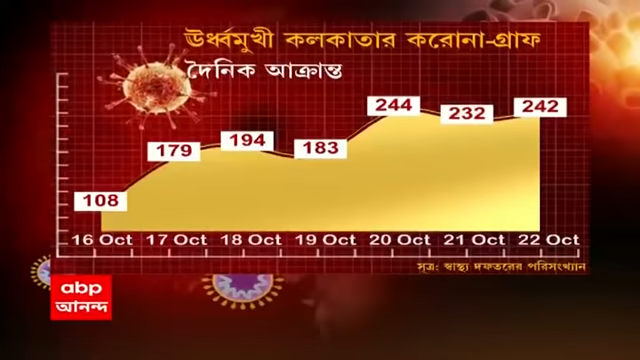 ঊর্ধ্বমুখী কলকাতার করোনা-গ্রাফ
দৈনিক আক্রান্ত
108
179
194
183
244
232
242
16 Oct 17 Oct 18 Oct 19 Oct 20 Oct 21 Oct 22 Oct
সূত্র: স্বাস্থ্য দফতরের পরিসংখ্যান
abp
আনন্দ